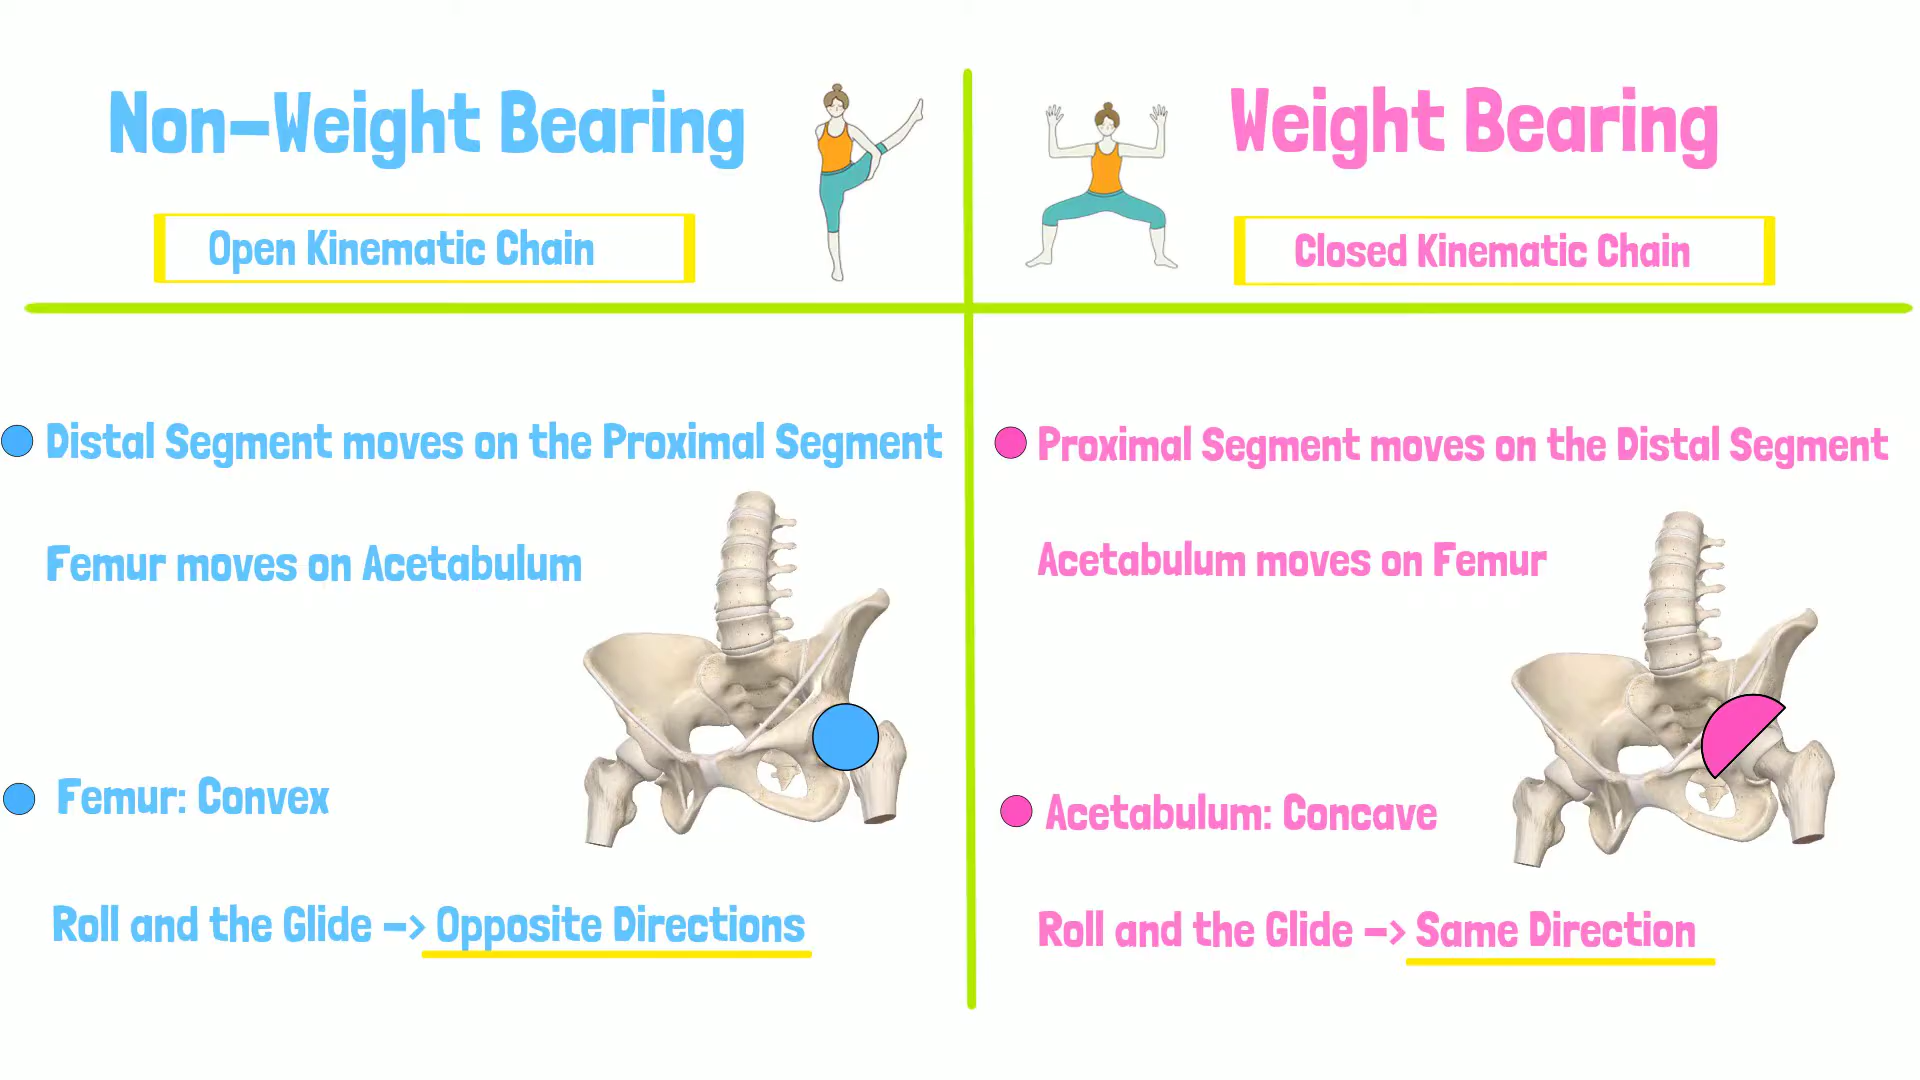 Non-Weight Bearing
Open Kinematic Chain
Distal Segment moves on the Proximal Segment
Femur moves on Acetabulum
Femur: Convex
Roll and the Glide -> Opposite Directions
Weight Bearing
Closed Kinematic Chain
Proximal Segment moves on the Distal Segment
Acetabulum moves on Femur
Acetabulum: Concave
Roll and the Glide -> Same Direction